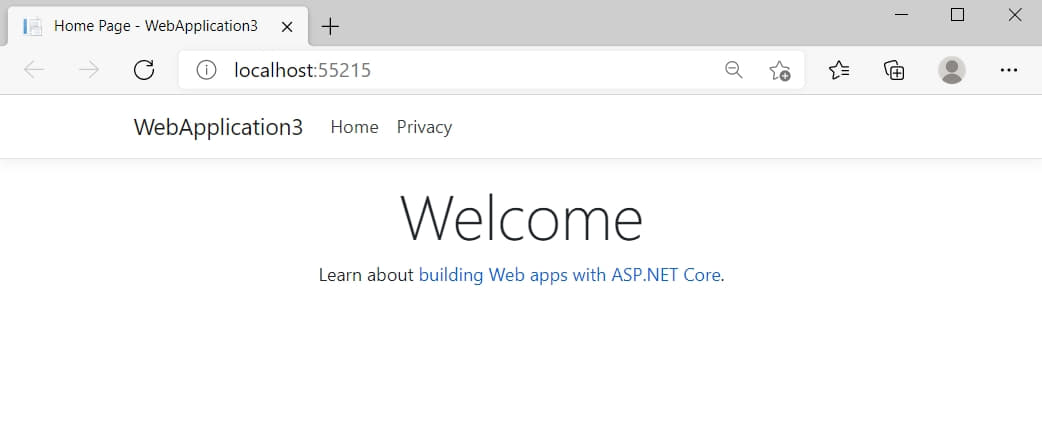 Home Page - WebApplication3
localhost:55215
WebApplication3 Home Privacy
Welcome
Learn about building Web apps with ASP.NET Core.